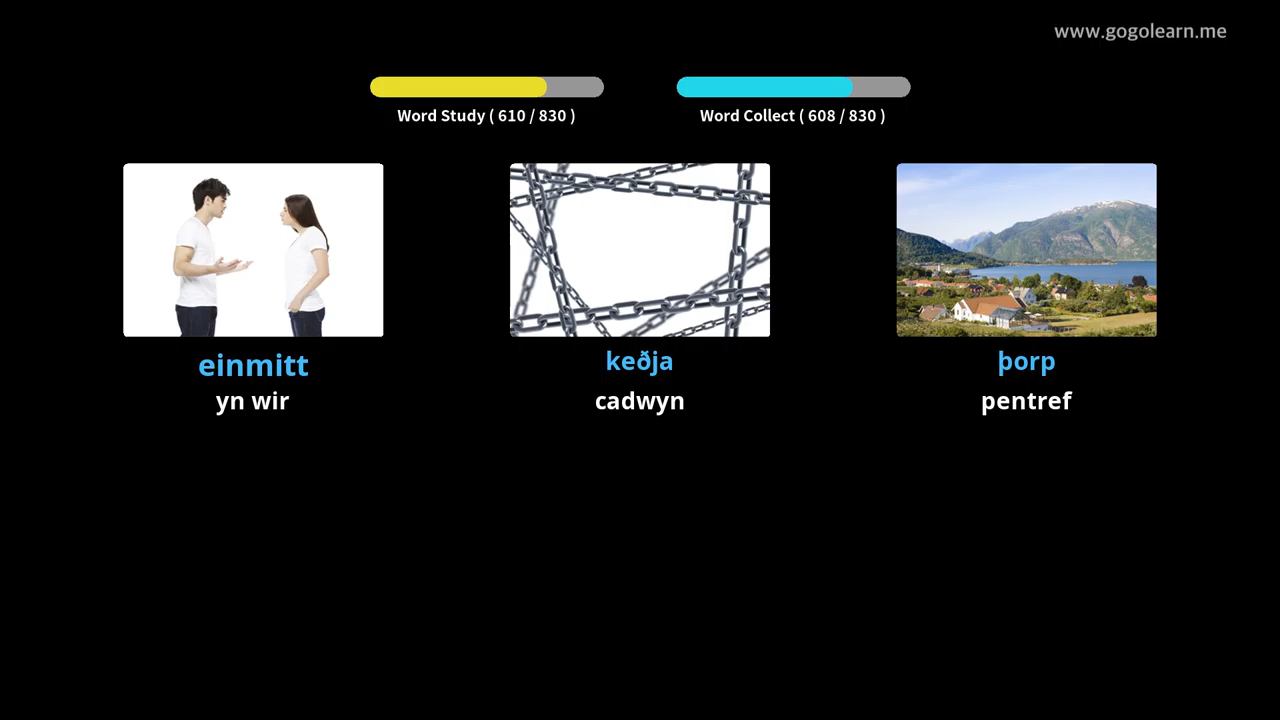 www.gogolearn.me
Word Study ( 610 / 830 )
Word Collect ( 608 / 830 )
einmitt
yn wir
keðja
cadwyn
þorp
pentref